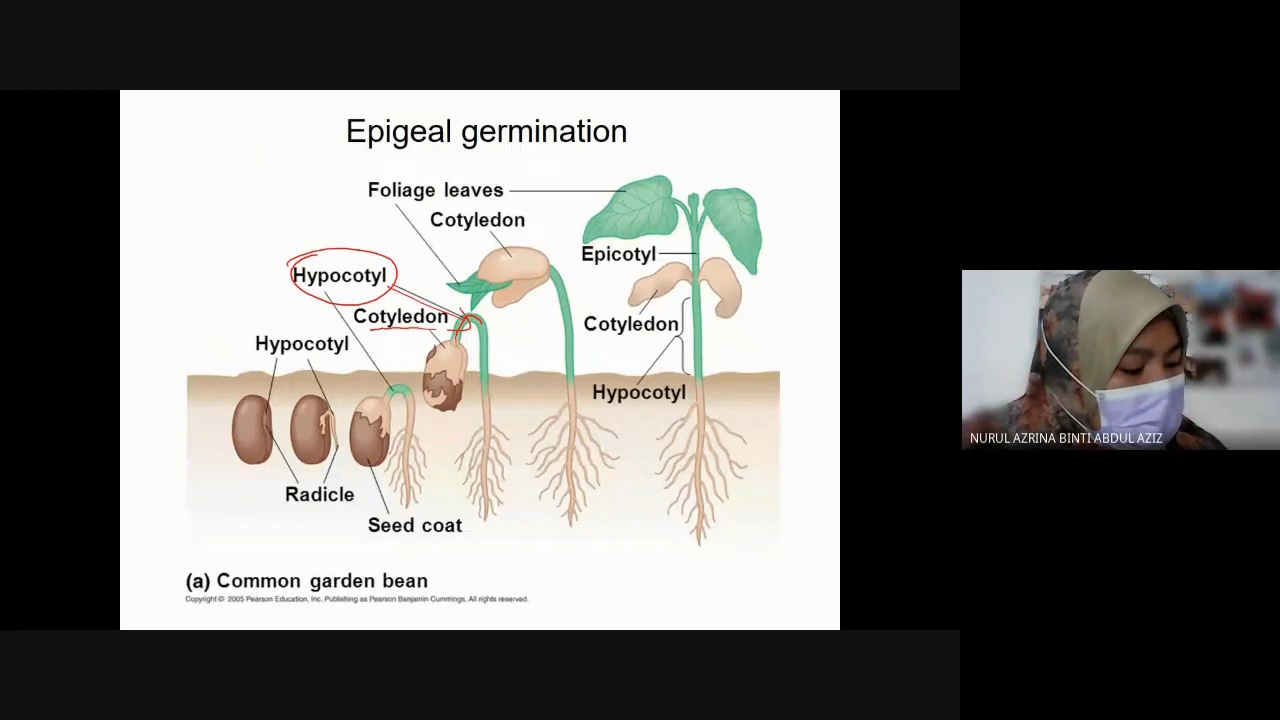 Epigeal germination
Foliage leaves
Cotyledon
Epicotyl
Hypocotyl
Cotyledon
Cotyledon
Hypocotyl
Hypocotyl
Radicle
Seed coat
(a) Common garden bean
Copyright © 2005 Pearson Education, Inc. Publishing as Pearson Benjamin Cummings. All rights reserved.
NURUL AZRINA BINTI ABDUL AZIZ